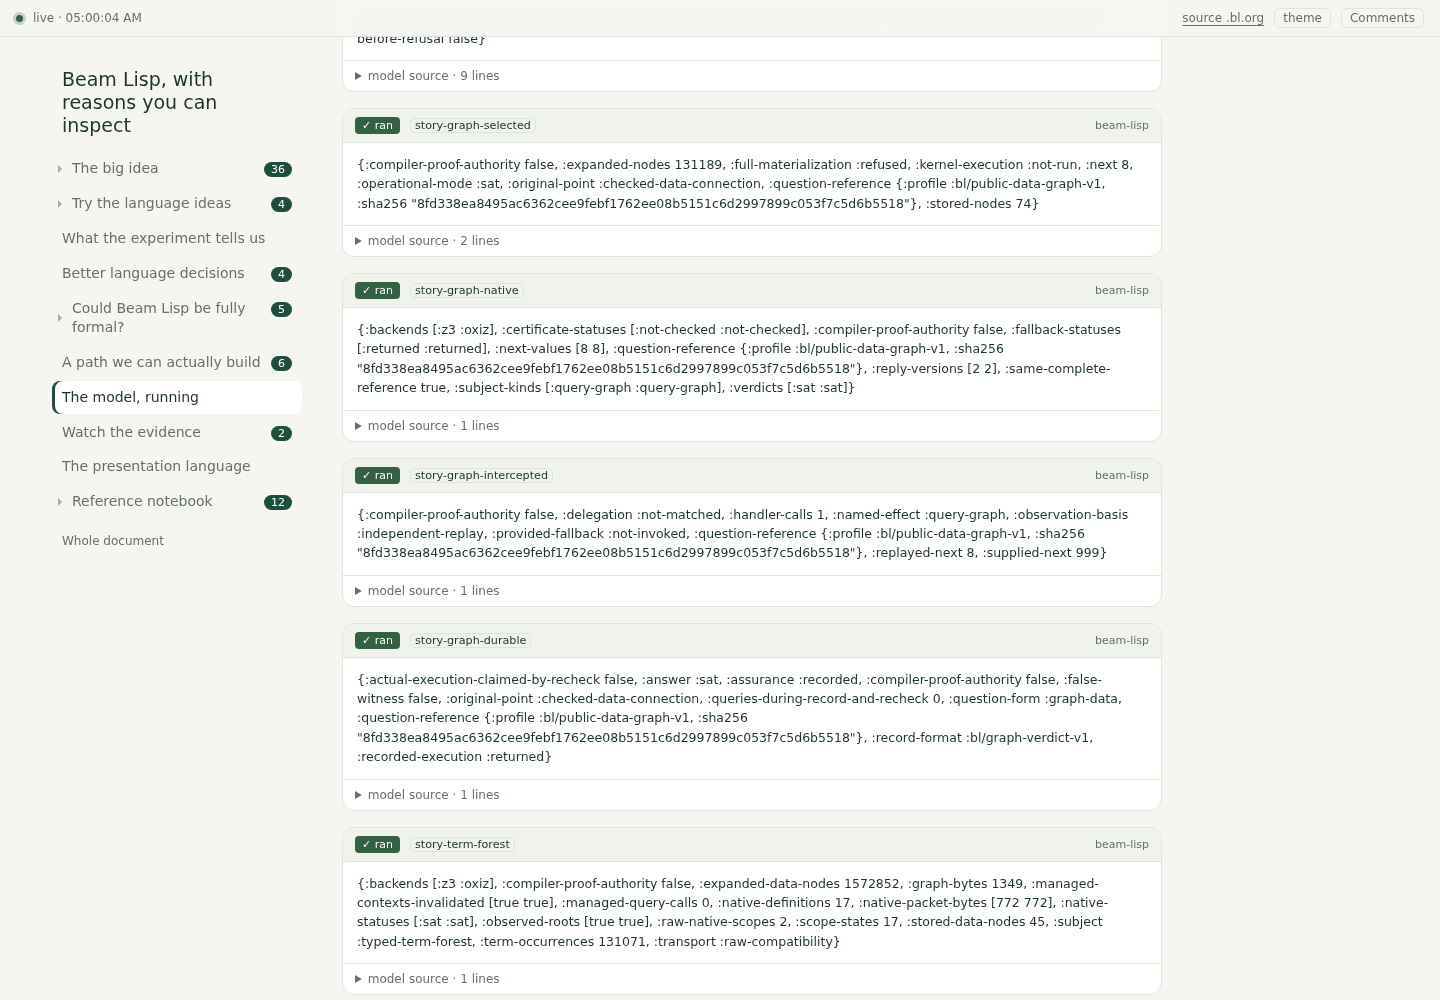 live · 05:00:04 AM
source .bl.org
theme
Comments
Beam Lisp, with
reasons you can
inspect
The big idea
36
Try the language ideas
4
What the experiment tells us
Better language decisions
4
Could Beam Lisp be fully
formal?
5
A path we can actually build
6
The model, running
Watch the evidence
2
The presentation language
Reference notebook
12
Whole document
before-refusal false}
model source · 9 lines
✓ ran
story-graph-selected
beam-lisp
{:compiler-proof-authority false, :expanded-nodes 131189, :full-materialization :refused, :kernel-execution :not-run, :next 8,
:operational-mode :sat, :original-point :checked-data-connection, :question-reference {:profile :bl/public-data-graph-v1,
:sha256 "8fd338ea8495ac6362cee9febf1762ee08b5151c6d2997899c053f7c5d6b5518"}, :stored-nodes 74}
model source · 2 lines
✓ ran
story-graph-native
beam-lisp
{:backends [:z3 :oxiz], :certificate-statuses [:not-checked :not-checked], :compiler-proof-authority false, :fallback-statuses
[:returned :returned], :next-values [8 8], :question-reference {:profile :bl/public-data-graph-v1, :sha256
"8fd338ea8495ac6362cee9febf1762ee08b5151c6d2997899c053f7c5d6b5518"}, :reply-versions [2 2], :same-complete-
reference true, :subject-kinds [:query-graph :query-graph], :verdicts [:sat :sat]}
model source · 1 lines
✓ ran
story-graph-intercepted
beam-lisp
{:compiler-proof-authority false, :delegation :not-matched, :handler-calls 1, :named-effect :query-graph, :observation-basis
:independent-replay, :provided-fallback :not-invoked, :question-reference {:profile :bl/public-data-graph-v1, :sha256
"8fd338ea8495ac6362cee9febf1762ee08b5151c6d2997899c053f7c5d6b5518"}, :replayed-next 8, :supplied-next 999}
model source · 1 lines
✓ ran
story-graph-durable
beam-lisp
{:actual-execution-claimed-by-recheck false, :answer :sat, :assurance :recorded, :compiler-proof-authority false, :false-
witness false, :original-point :checked-data-connection, :queries-during-record-and-recheck 0, :question-form :graph-data,
:question-reference {:profile :bl/public-data-graph-v1, :sha256
"8fd338ea8495ac6362cee9febf1762ee08b5151c6d2997899c053f7c5d6b5518"}, :record-format :bl/graph-verdict-v1,
:recorded-execution :returned}
model source · 1 lines
✓ ran
story-term-forest
beam-lisp
{:backends [:z3 :oxiz], :compiler-proof-authority false, :expanded-data-nodes 1572852, :graph-bytes 1349, :managed-
contexts-invalidated [true true], :managed-query-calls 0, :native-definitions 17, :native-packet-bytes [772 772], :native-
statuses [:sat :sat], :observed-roots [true true], :raw-native-scopes 2, :scope-states 17, :stored-data-nodes 45, :subject
:typed-term-forest, :term-occurrences 131071, :transport :raw-compatibility}
model source · 1 lines